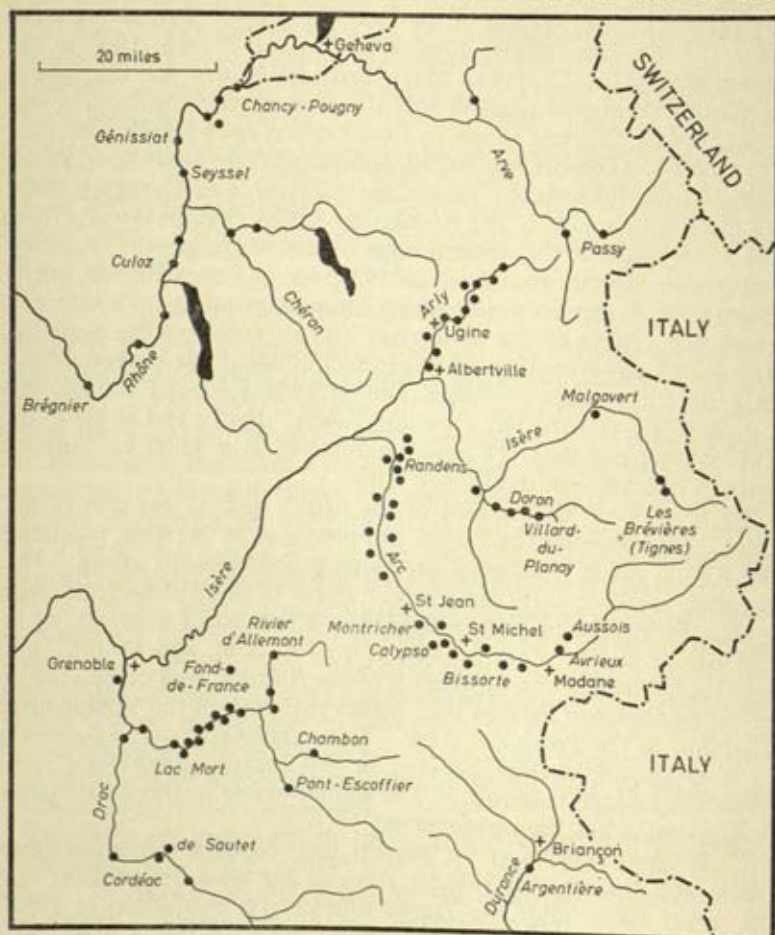 Geneva
20 miles
SWITZERLAND
Chancy-Pougny
Génissiat
Arve
Seyssel
Passy
Culoz
Chéran
Arly
Ugine
ITALY
Albertville
Rhône
Brégnier
Malgovert
Isère
Randens
Doron
Les
Brévières
(Tignes)
Villard-
du-
Planay
Arc
Isère
St Jean
Montricher
St Michel
Aussois
Rivier
d'Allemont
Calypso
Avrieux
Grenoble
Fond-
de-France
Bissorte
Modane
Chambon
ITALY
Lac Mort
Pont-Escoffier
Drac
de Sautet
Briançon
Cordéac
Durance
Argentière